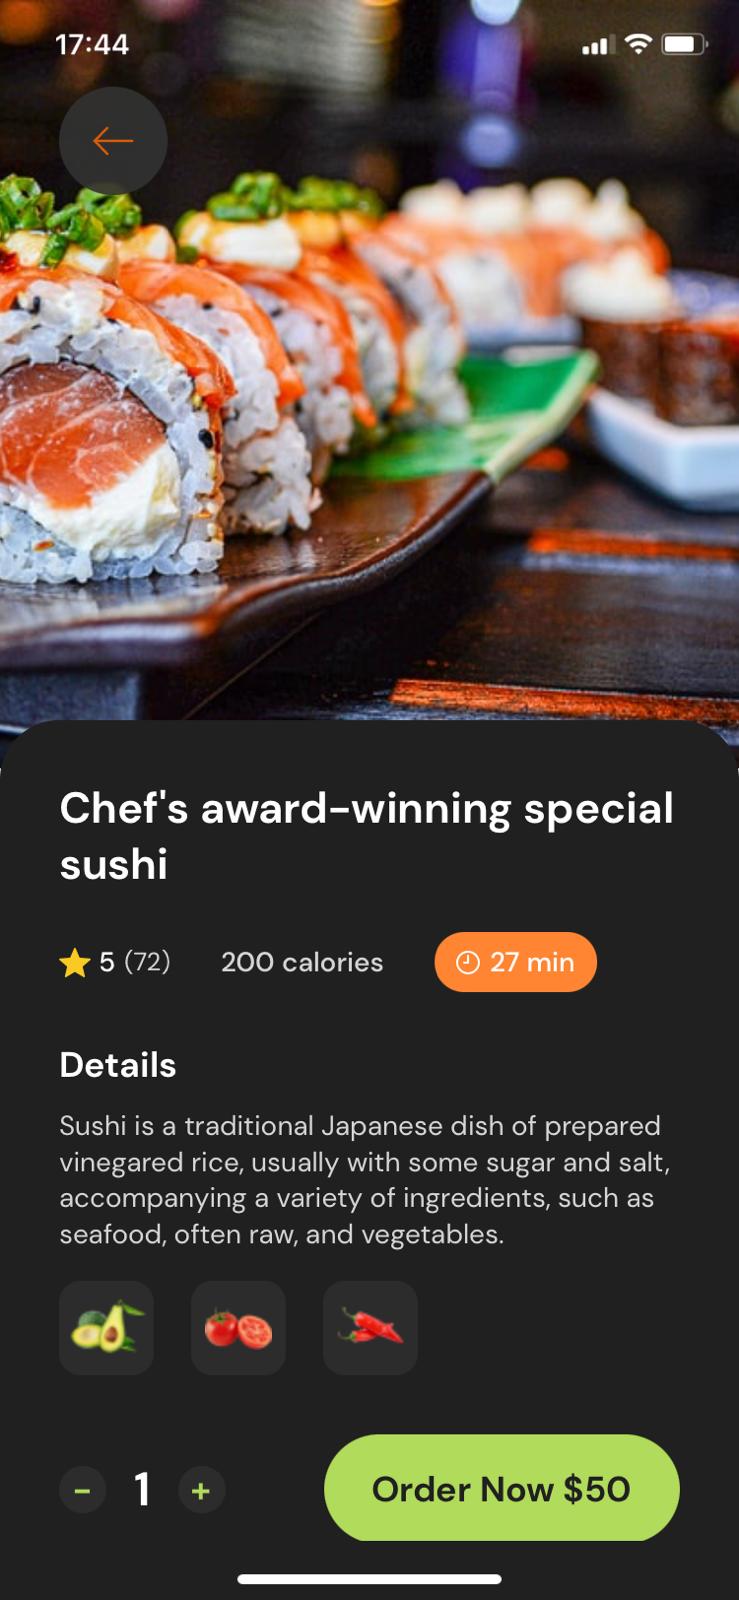 17:44
Chef's award-winning special
sushi
5 (72)
200 calories
27 min
Details
Sushi is a traditional Japanese dish of prepared
vinegared rice, usually with some sugar and salt,
accompanying a variety of ingredients, such as
seafood, often raw, and vegetables.
- 1 +
Order Now $50